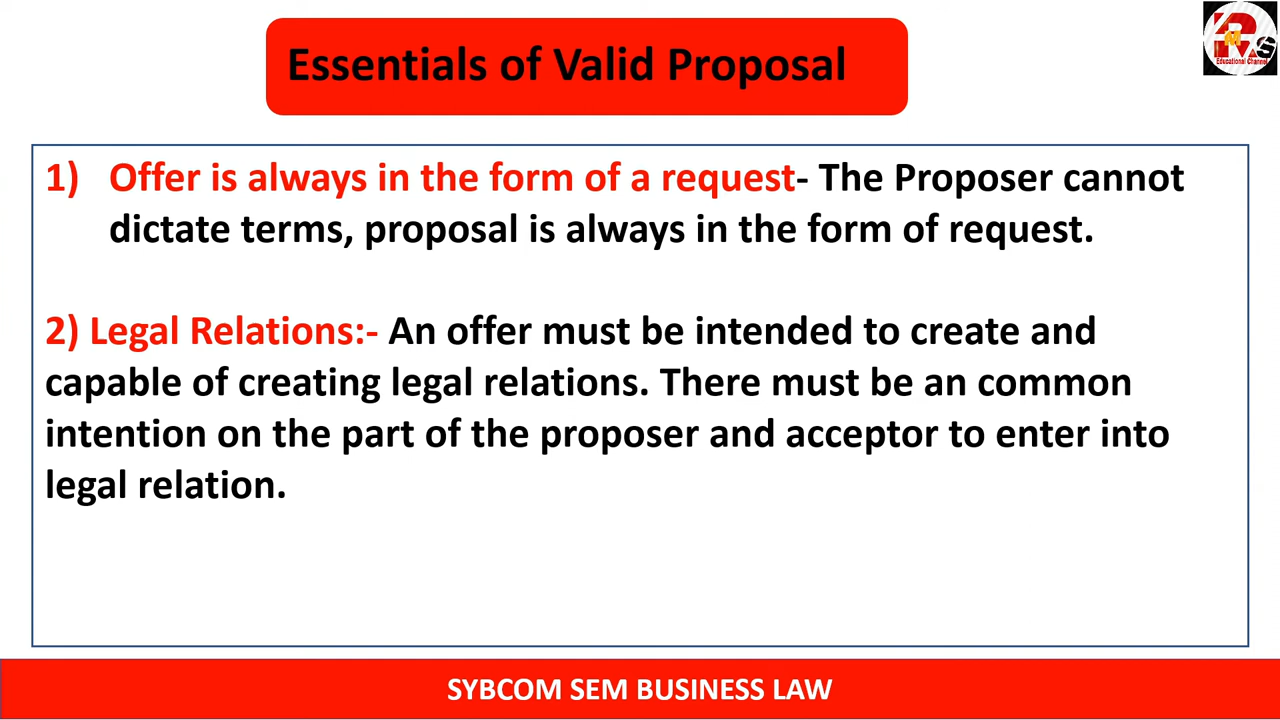 Essentials of Valid Proposal
R
M
S
Educational Channel
1) Offer is always in the form of a request- The Proposer cannot
dictate terms, proposal is always in the form of request.
2) Legal Relations:- An offer must be intended to create and
capable of creating legal relations. There must be an common
intention on the part of the proposer and acceptor to enter into
legal relation.
SYBCOM SEM BUSINESS LAW